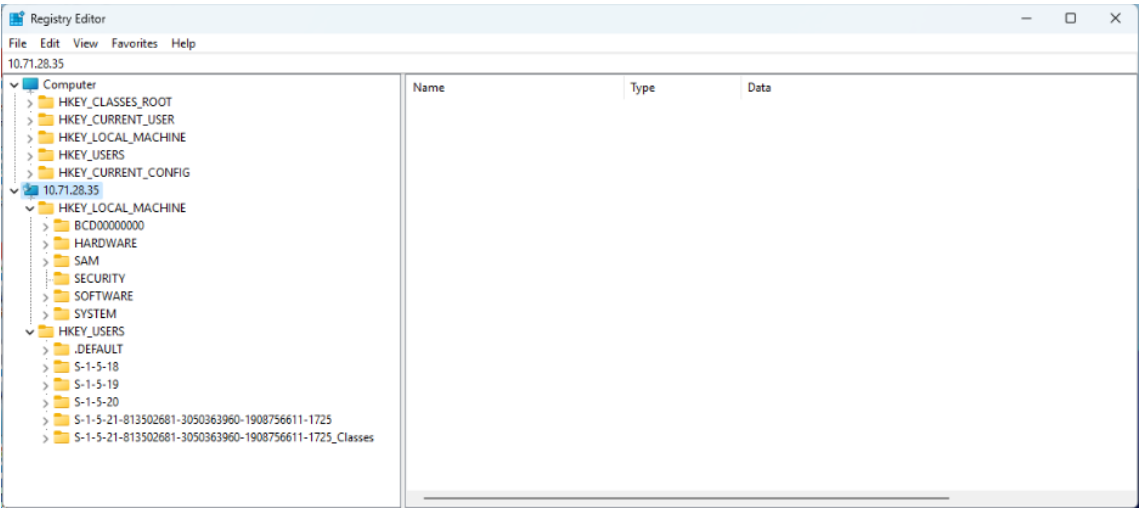 Registry Editor
File Edit View Favorites Help
10.71.28.35
Computer
HKEY_CLASSES_ROOT
HKEY_CURRENT_USER
HKEY_LOCAL_MACHINE
HKEY_USERS
HKEY_CURRENT_CONFIG
10.71.28.35
HKEY_LOCAL_MACHINE
BCD00000000
HARDWARE
SAM
SECURITY
SOFTWARE
SYSTEM
HKEY_USERS
.DEFAULT
S-1-5-18
S-1-5-19
S-1-5-20
S-1-5-21-813502681-3050363960-1908756611-1725
S-1-5-21-813502681-3050363960-1908756611-1725_Classes
Name Type Data